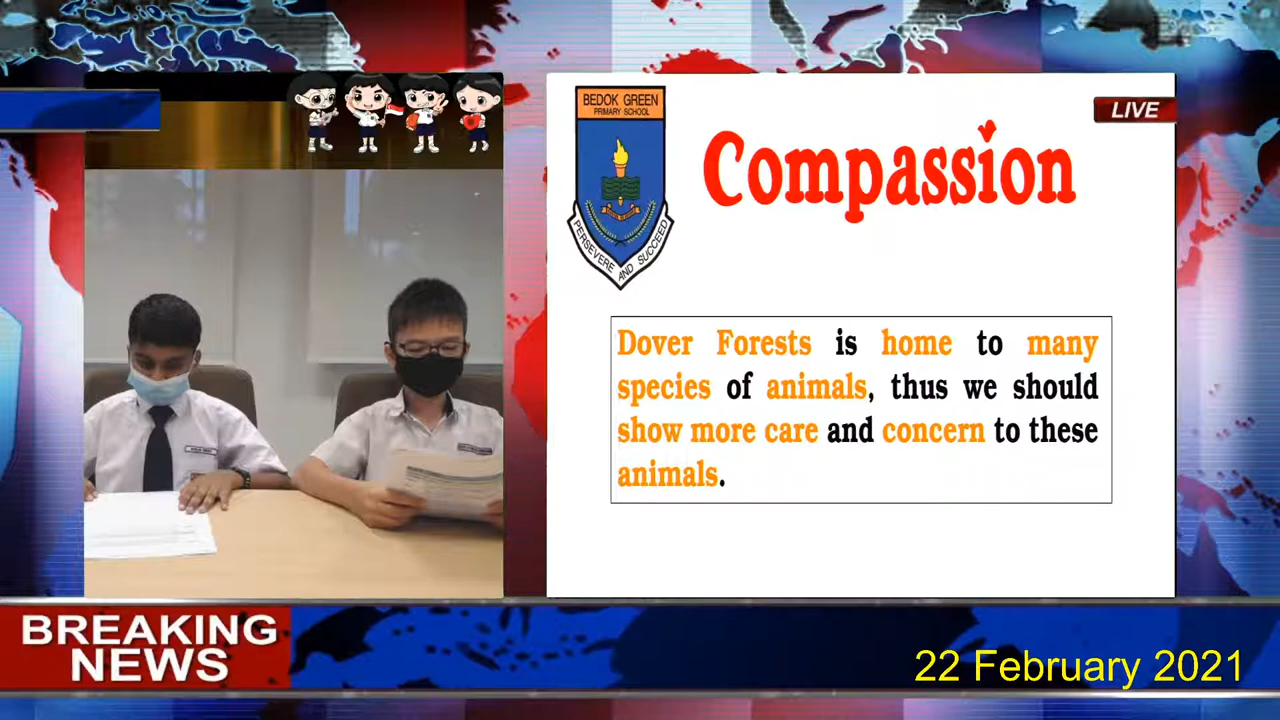 BEDOK GREEN
PRIMARY SCHOOL
PERSEVERE AND SUCCEED
Compassion
LIVE
Dover Forests is home to many
species of animals, thus we should
show more care and concern to these
animals.
BREAKING
NEWS
22 February 2021